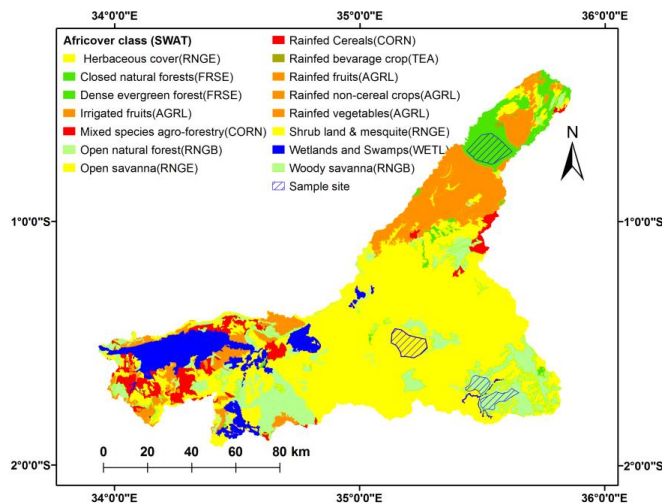 34°0'0"E 35°0'0"E 36°0'0"E
Africover class (SWAT)
Herbaceous cover(RNGE)
Closed natural forests(FRSE)
Dense evergreen forest(FRSE)
Irrigated fruits(AGRL)
Mixed species agro-forestry(CORN)
Open natural forest(RNGB)
Open savanna(RNGE)
Rainfed Cereals(CORN)
Rainfed bevarage crop(TEA)
Rainfed fruits(AGRL)
Rainfed non-cereal crops(AGRL)
Rainfed vegetables(AGRL)
Shrub land & mesquite(RNGE)
Wetlands and Swamps(WETL)
Woody savanna(RNGB)
Sample site
N
1°0'0"S 1°0'0"S
2°0'0"S 2°0'0"S
0 20 40 60 80 km
34°0'0"E 35°0'0"E 36°0'0"E